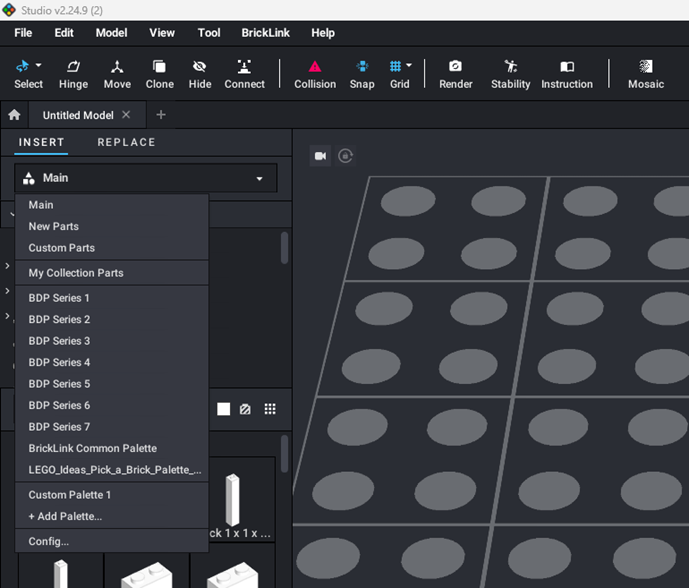 Studio v2.24.9 (2)
File Edit Model View Tool BrickLink Help
Select Hinge Move Clone Hide Connect Collision Snap Grid Render Stability Instruction Mosaic
Untitled Model
INSERT REPLACE
Main
Main
New Parts
Custom Parts
My Collection Parts
BDP Series 1
BDP Series 2
BDP Series 3
BDP Series 4
BDP Series 5
BDP Series 6
BDP Series 7
BrickLink Common Palette
LEGO_Ideas_Pick_a_Brick_Palette_...
Custom Palette 1
+ Add Palette...
ck 1 x 1 x ...
Config...